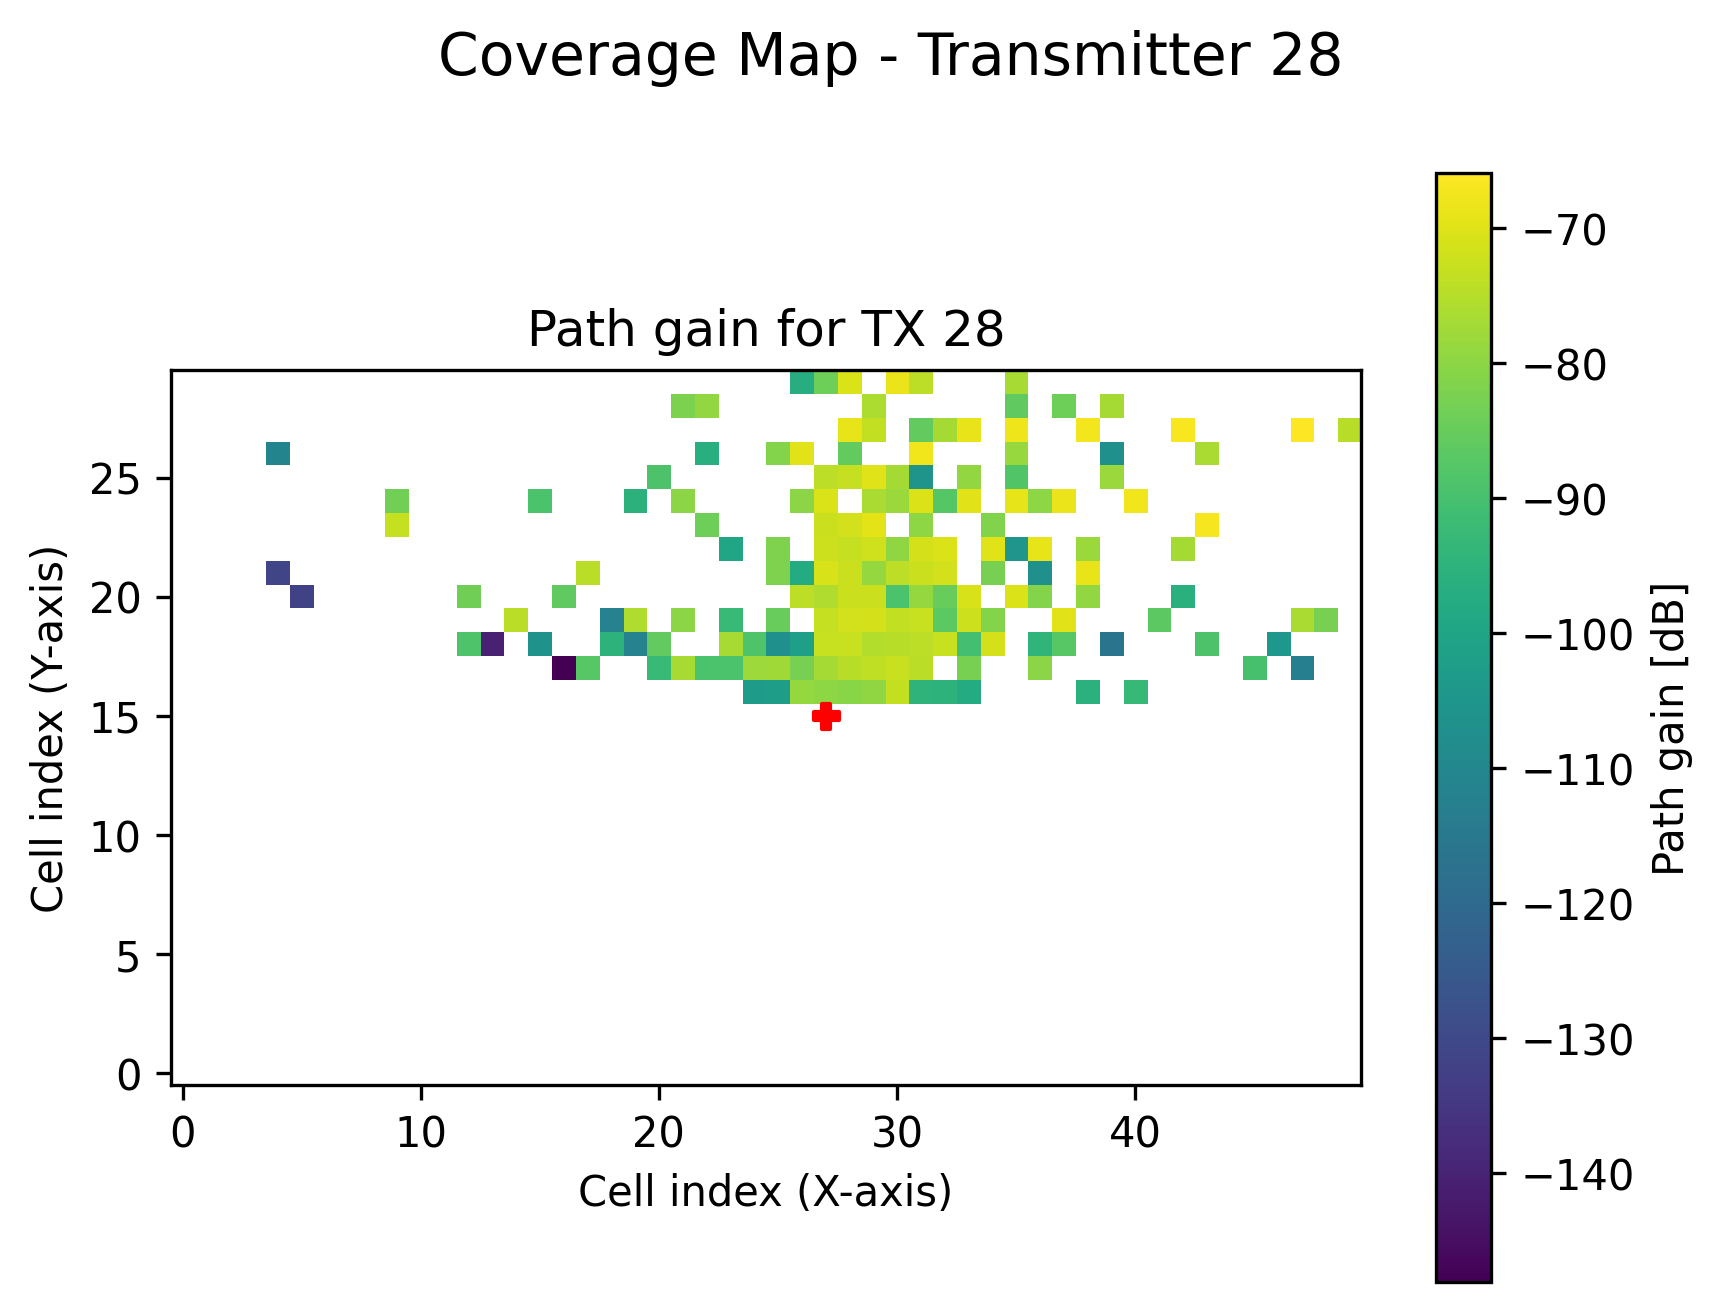 Coverage Map - Transmitter 28
Path gain for TX 28
25
20
15
10
5
0
Cell index (Y-axis)
0 10 20 30 40
Cell index (X-axis)
−70
−80
−90
−100
−110
−120
−130
−140
Path gain [dB]